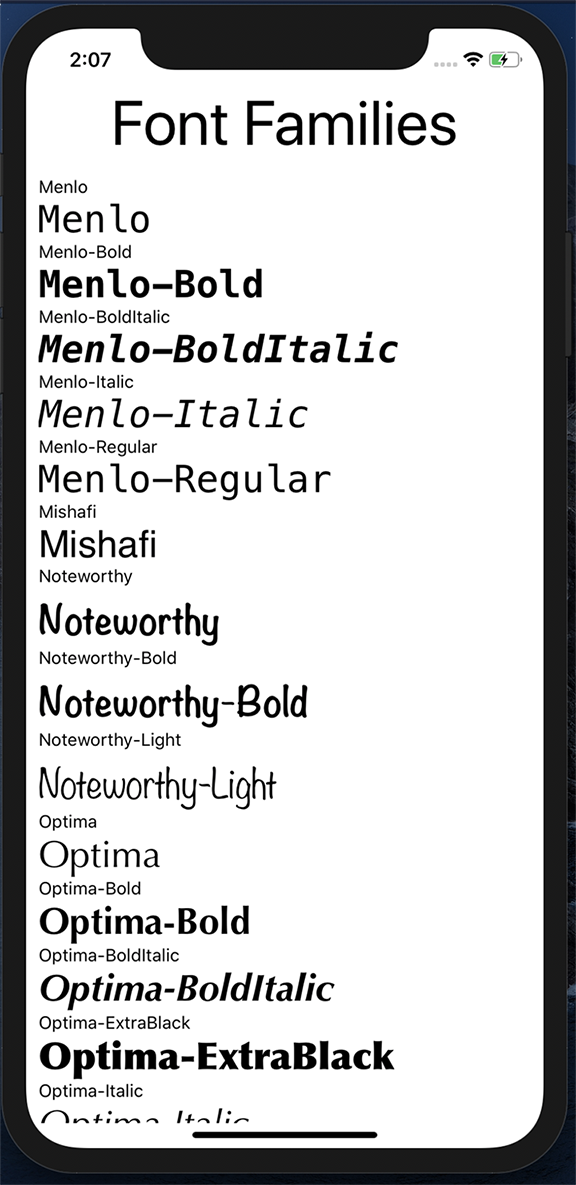 2:07
Font Families
Menlo
Menlo
Menlo-Bold
Menlo-Bold
Menlo-BoldItalic
Menlo-BoldItalic
Menlo-Italic
Menlo-Italic
Menlo-Regular
Menlo-Regular
Mishafi
Mishafi
Noteworthy
Noteworthy
Noteworthy-Bold
Noteworthy-Bold
Noteworthy-Light
Noteworthy-Light
Optima
Optima
Optima-Bold
Optima-Bold
Optima-BoldItalic
Optima-BoldItalic
Optima-ExtraBlack
Optima-ExtraBlack
Optima-Italic
Optima-Italic